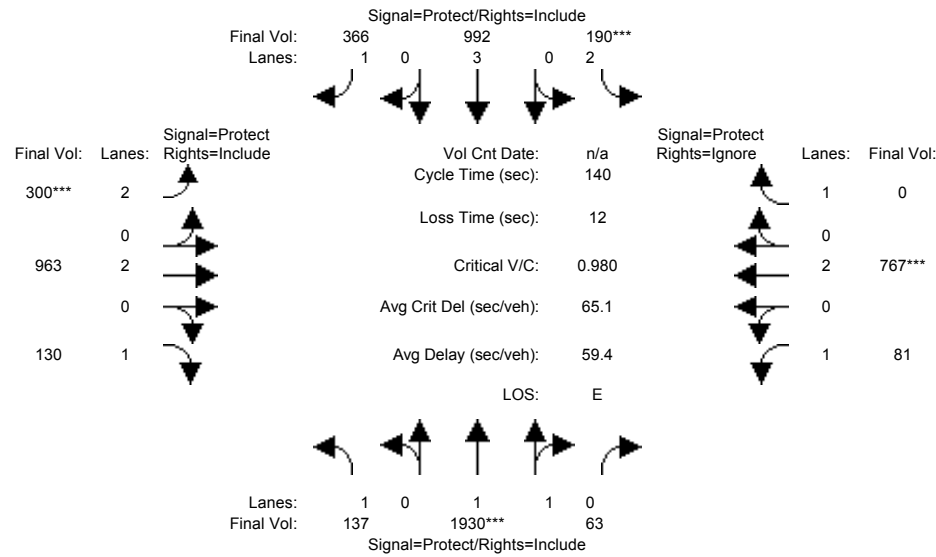 Signal=Protect/Rights=Include
Final Vol: 366 992 190***
Lanes: 1 0 3 0 2
Signal=Protect
Final Vol: Lanes: Rights=Include
Vol Cnt Date: n/a
Signal=Protect
Rights=Ignore Lanes: Final Vol:
Cycle Time (sec): 140
300*** 2
1 0
Loss Time (sec): 12
0
0
963 2
Critical V/C: 0.980
2 767***
0
Avg Crit Del (sec/veh): 65.1
0
130 1
Avg Delay (sec/veh): 59.4
1 81
LOS: E
Lanes: 1 0 1 1 0
Final Vol: 137 1930*** 63
Signal=Protect/Rights=Include